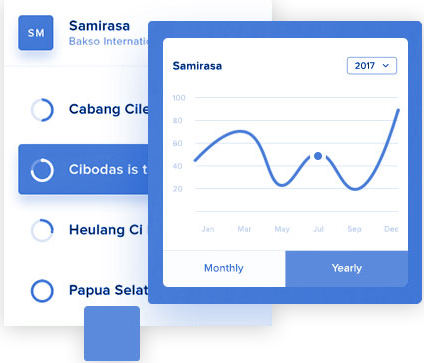 SM
Samirasa
Bakso Internatio
Cabang Cile
Cibodas is t
Heulang Ci
Papua Selat
Samirasa
2017
100
80
60
40
20
Jan Mar May Jul Sep Dec
Monthly Yearly